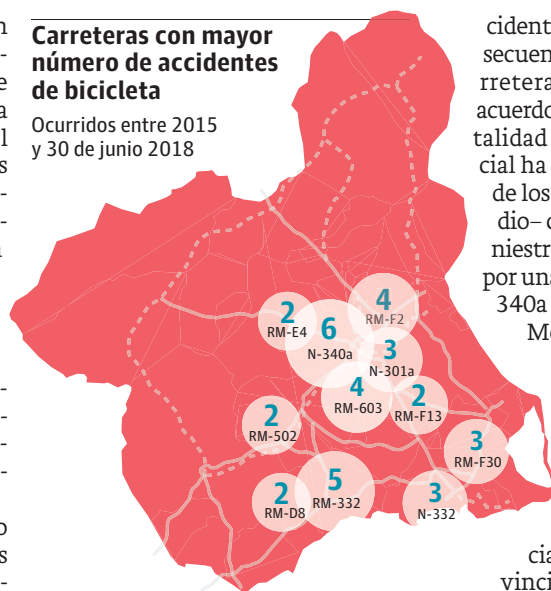 Carreteras con mayor
número de accidentes
de bicicleta
Ocurridos entre 2015
y 30 de junio 2018
4
RM-F2
2
RM-E4
6
N-340a
3
N-301a
4
RM-603
2
RM-F13
2
RM-502
3
RM-F30
5
RM-332
2
RM-D8
3
N-332
cident
secuen
rretera
acuerdo
talidad
cial ha
de los
dio– c
niestr
por una
340a
Mo
cia
vinci